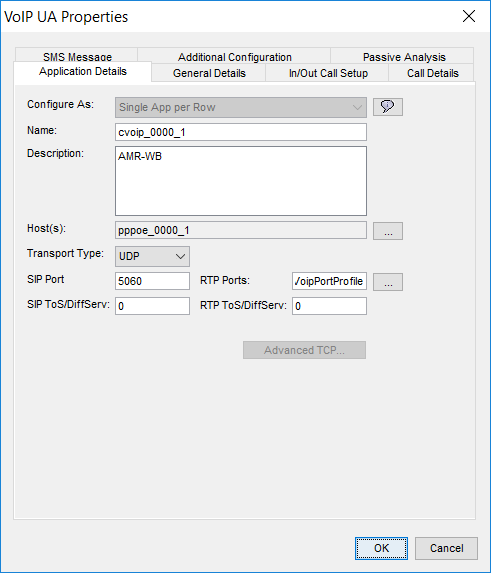 VoIP UA Properties
SMS Message Additional Configuration Passive Analysis
Application Details General Details In/Out Call Setup Call Details
Configure As: Single App per Row
Name: cvoip_0000_1
Description: AMR-WB
Host(s): pppoe_0000_1 ...
Transport Type: UDP
SIP Port 5060 RTP Ports: /oipPortProfile ...
SIP ToS/DiffServ: 0 RTP ToS/DiffServ: 0
Advanced TCP...
OK Cancel